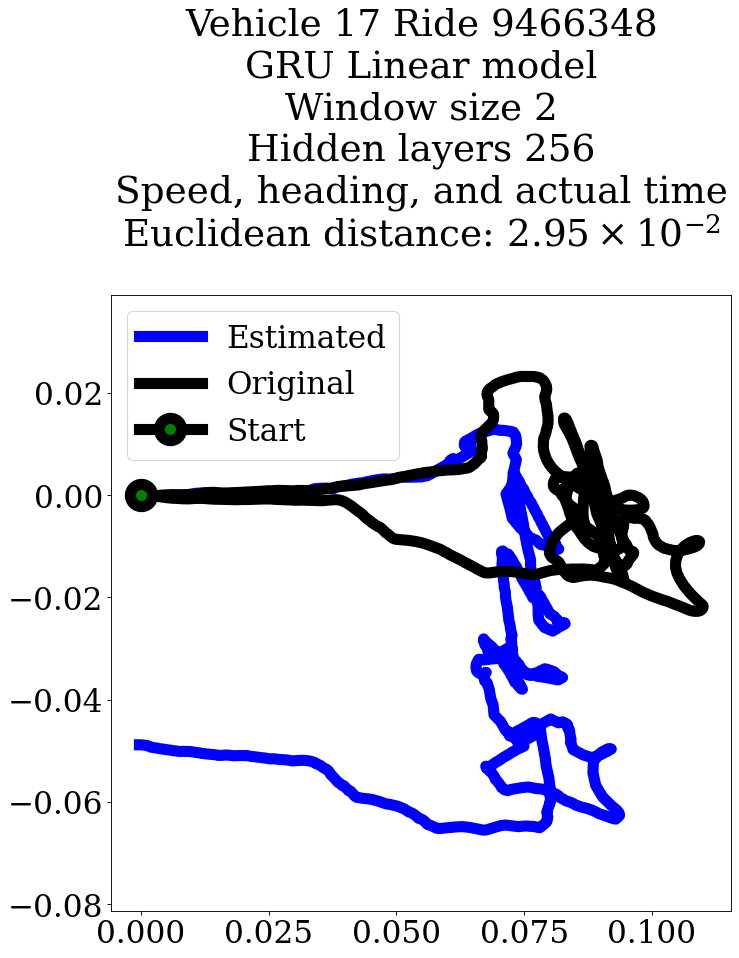 Vehicle 17 Ride 9466348
GRU Linear model
Window size 2
Hidden layers 256
Speed, heading, and actual time
Euclidean distance: 2.95 × 10⁻²
Estimated
Original
Start
0.02
0.00
−0.02
−0.04
−0.06
−0.08
0.000 0.025 0.050 0.075 0.100